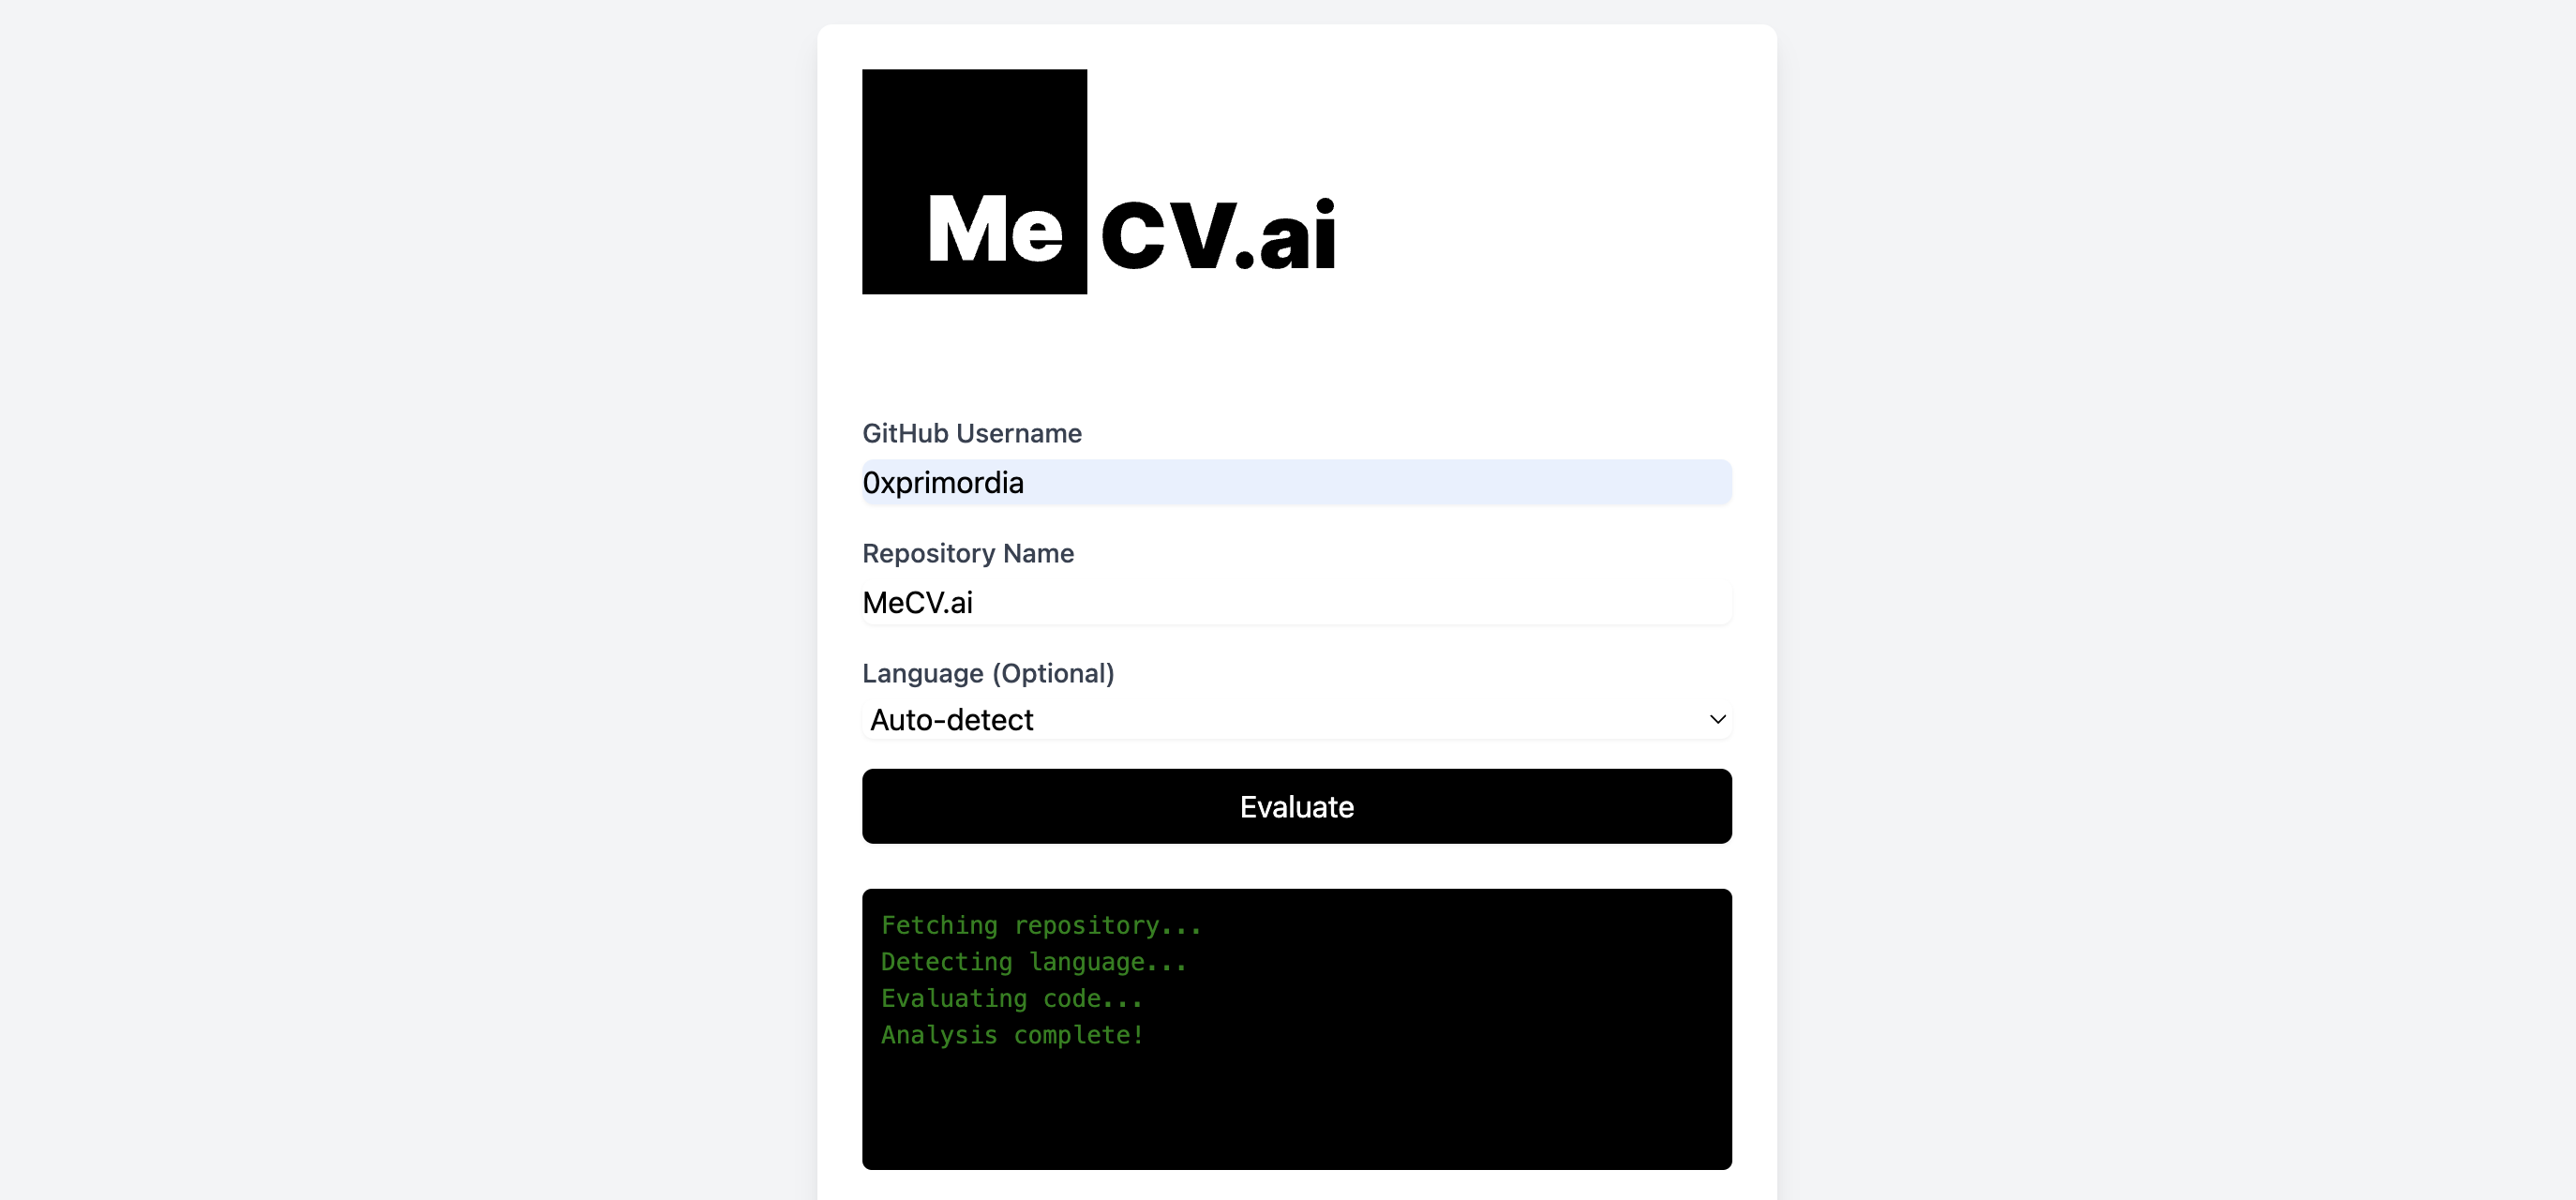 Me CV.ai
GitHub Username
0xprimordia
Repository Name
MeCV.ai
Language (Optional)
Auto-detect
Evaluate
Fetching repository...
Detecting language...
Evaluating code...
Analysis complete!